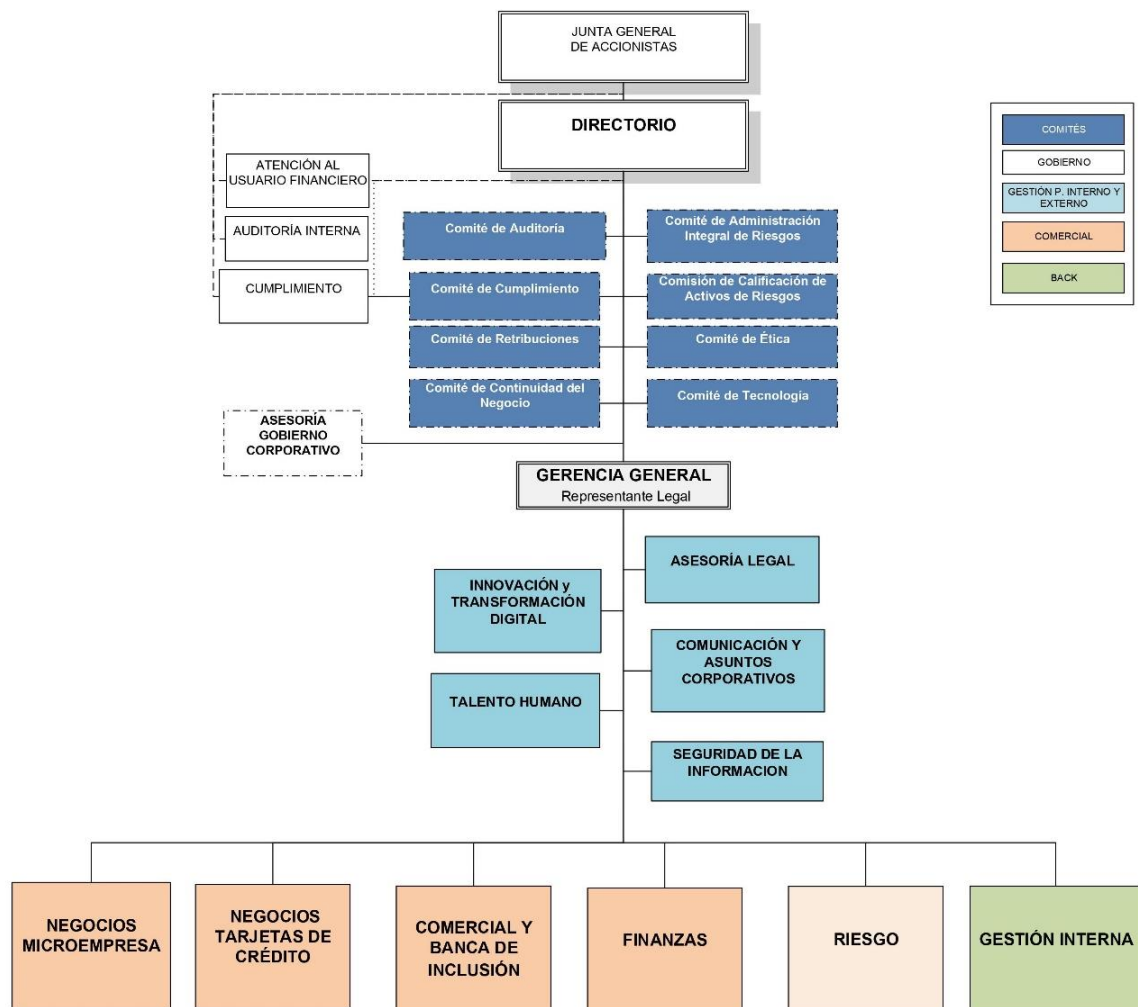 JUNTA GENERAL
DE ACCIONISTAS
DIRECTORIO
COMITÉS
GOBIERNO
GESTIÓN P. INTERNO Y
EXTERNO
COMERCIAL
BACK
ATENCIÓN AL
USUARIO FINANCIERO
AUDITORÍA INTERNA
CUMPLIMIENTO
Comité de Auditoría
Comité de Administración
Integral de Riesgos
Comité de Cumplimiento
Comisión de Calificación de
Activos de Riesgos
Comité de Retribuciones
Comité de Ética
Comité de Continuidad del
Negocio
Comité de Tecnología
ASESORÍA
GOBIERNO
CORPORATIVO
GERENCIA GENERAL
Representante Legal
ASESORÍA LEGAL
INNOVACIÓN y
TRANSFORMACIÓN
DIGITAL
COMUNICACIÓN Y
ASUNTOS
CORPORATIVOS
TALENTO HUMANO
SEGURIDAD DE LA
INFORMACION
NEGOCIOS
MICROEMPRESA
NEGOCIOS
TARJETAS DE
CRÉDITO
COMERCIAL Y
BANCA DE
INCLUSIÓN
FINANZAS
RIESGO
GESTIÓN INTERNA